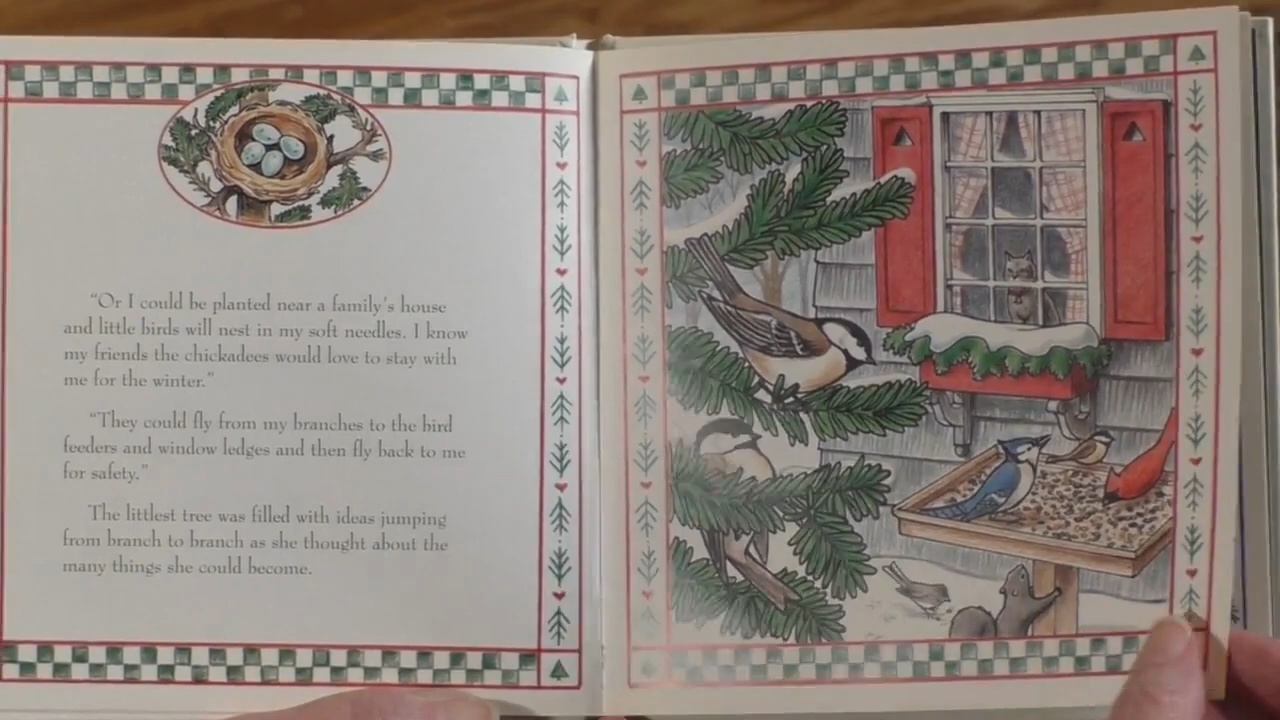 “Or I could be planted near a family’s house
and little birds will nest in my soft needles. I know
my friends the chickadees would love to stay with
me for the winter.”
“They could fly from my branches to the bird
feeders and window ledges and then fly back to me
for safety.”
The littlest tree was filled with ideas jumping
from branch to branch as she thought about the
many things she could become.